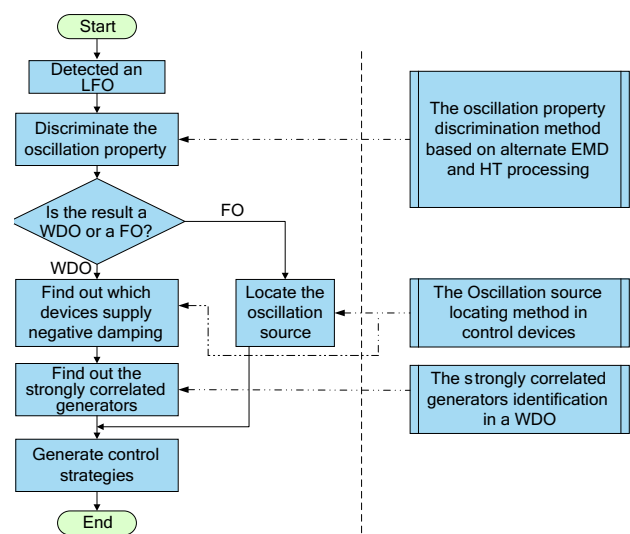 Start
Detected an
LFO
Discriminate the
oscillation property
Is the result a
WDO or a FO?
FO
WDO
Find out which
devices supply
negative damping
Locate the
oscillation
source
Find out the
strongly correlated
generators
Generate control
strategies
End
The oscillation property
discrimination method
based on alternate EMD
and HT processing
The Oscillation source
locating method in
control devices
The strongly correlated
generators identification
in a WDO